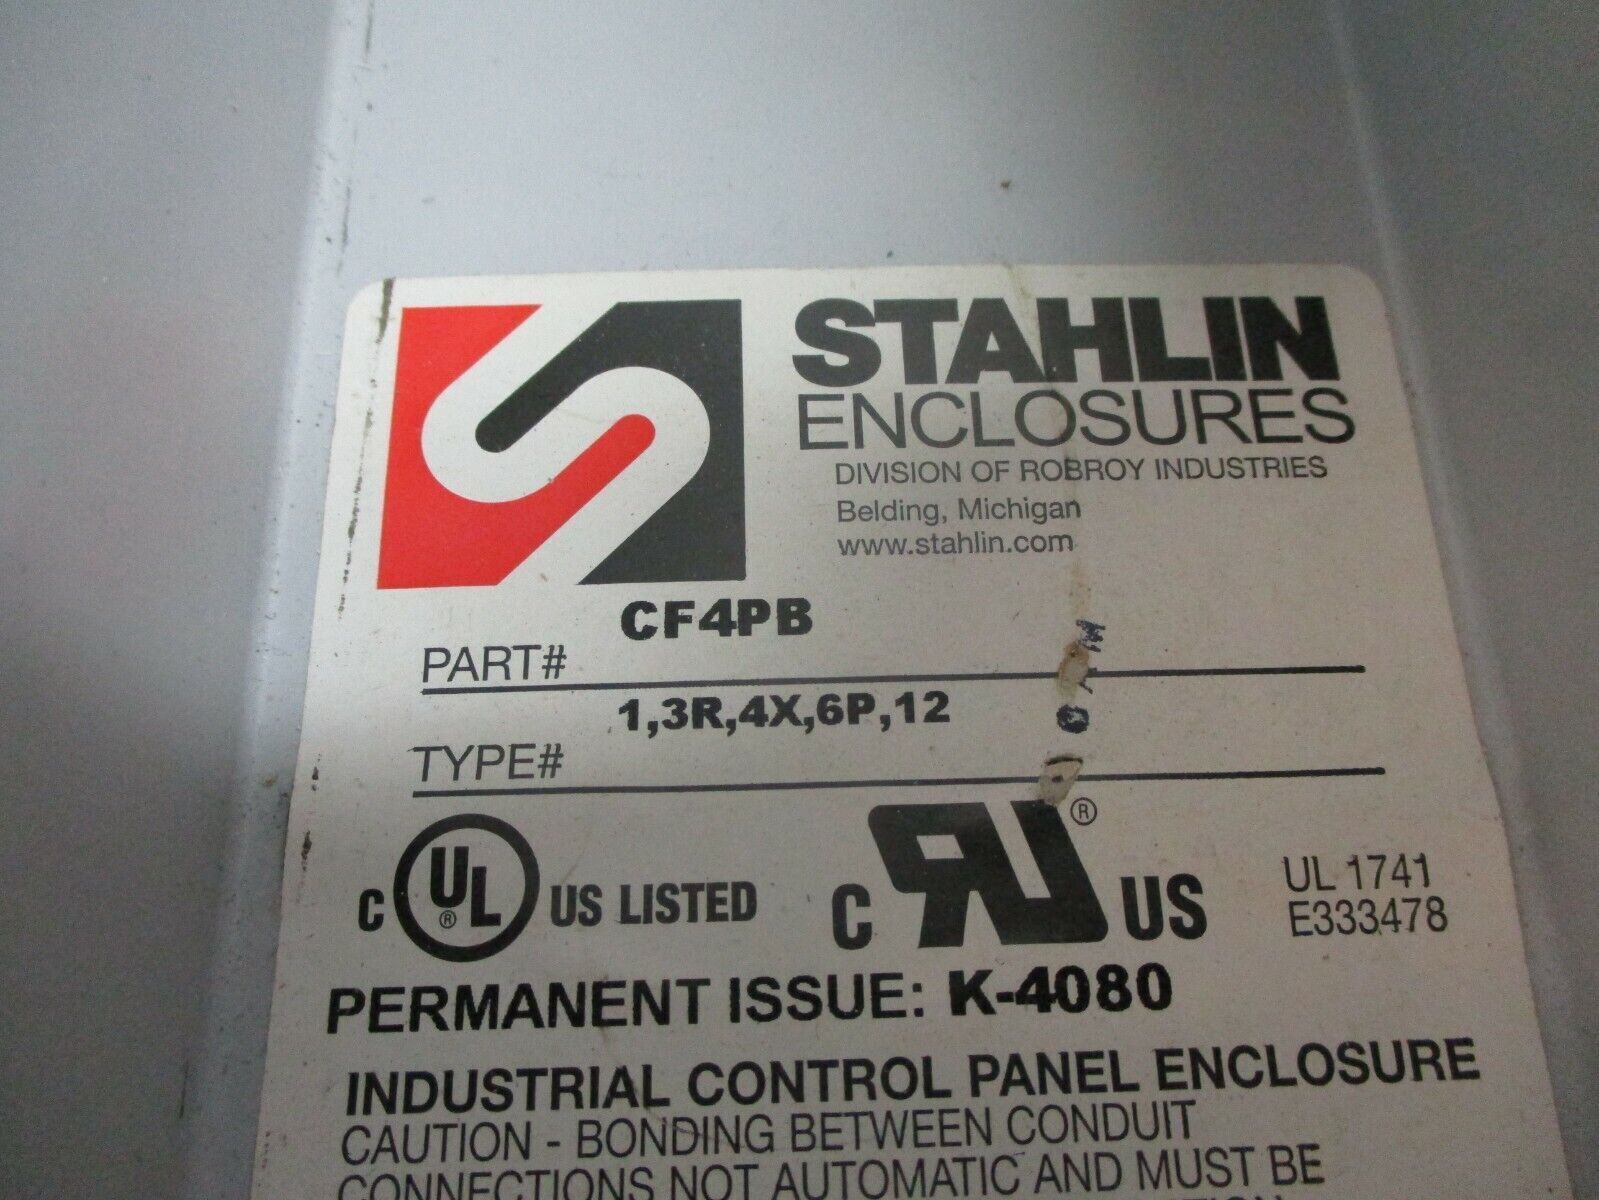 STAHLIN
ENCLOSURES
DIVISION OF ROBROY INDUSTRIES
Belding, Michigan
www.stahlin.com
PART# CF4PB
TYPE# 1,3R,4X,6P,12
C UL ® US LISTED
C RU ® US
UL 1741
E333478
PERMANENT ISSUE: K-4080
INDUSTRIAL CONTROL PANEL ENCLOSURE
CAUTION - BONDING BETWEEN CONDUIT
CONNECTIONS NOT AUTOMATIC AND MUST BE